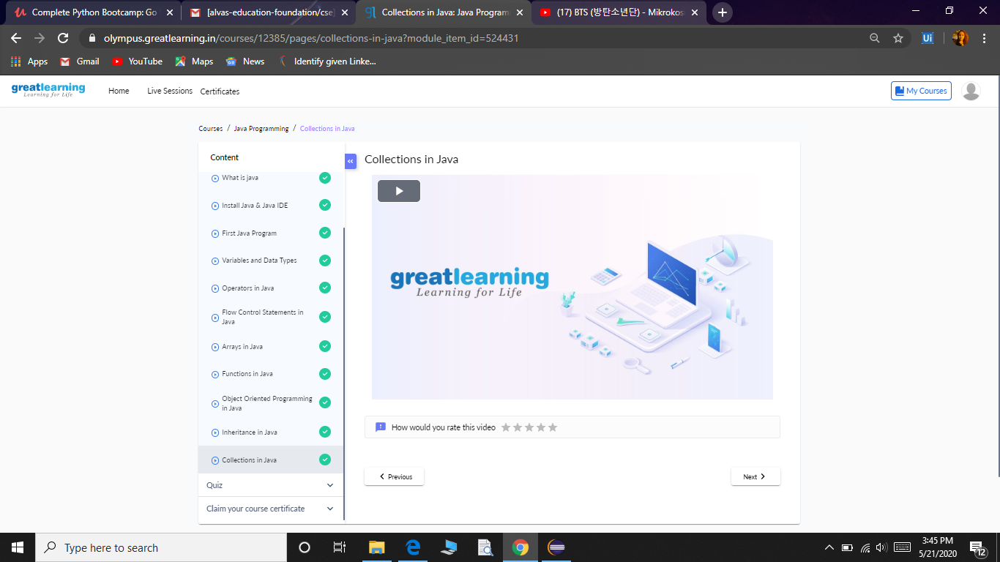 Complete Python Bootcamp: Go
[alvas-education-foundation/cse]
Collections in Java: Java Program
(17) BTS (방탄소년단) - Mikrokos
olympus.greatlearning.in/courses/12385/pages/collections-in-java?module_item_id=524431
Ui
Apps
Gmail
YouTube
Maps
News
Identify given Linke...
greatlearning
Learning for Life
Home
Live Sessions
Certificates
My Courses
Courses / Java Programming / Collections in Java
Content
«
Collections in Java
What is java
Install Java & Java IDE
First Java Program
Variables and Data Types
Operators in Java
Flow Control Statements in
Java
Arrays in Java
Functions in Java
Object Oriented Programming
in Java
Inheritance in Java
Collections in Java
Quiz
Claim your course certificate
greatlearning
Learning for Life
How would you rate this video
Previous
Next
Type here to search
3:45 PM
5/21/2020
12